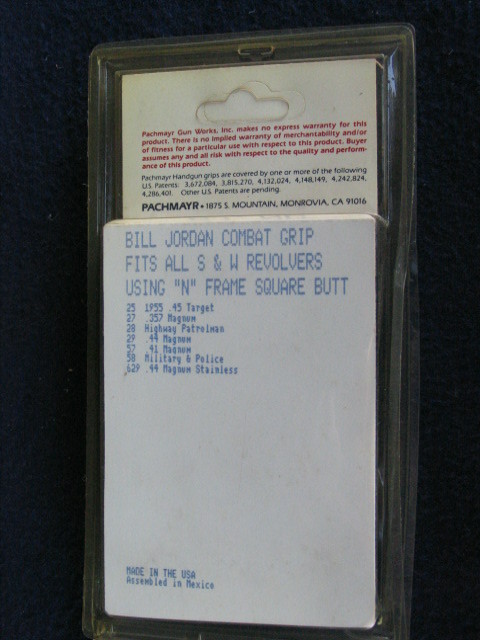 Pachmayr Gun Works, Inc. makes no express warranty for this
product. There is no implied warranty of merchantability and/or
of fitness for a particular use with respect to this product. Buyer
assumes any and all risk with respect to the quality and perform-
ance of this product.
Pachmayr Handgun grips are covered by one or more of the following
U.S. Patents: 3,672,084, 3,815,270, 4,132,024, 4,148,149, 4,242,824,
4,286,401. Other U.S. Patents are pending.
PACHMAYR • 1875 S. MOUNTAIN, MONROVIA, CA 91016
BILL JORDAN COMBAT GRIP
FITS ALL S & W REVOLVERS
USING "N" FRAME SQUARE BUTT
25 1955 .45 Target
27 .357 Magnum
28 Highway Patrolman
29 .44 Magnum
57 .41 Magnum
58 Military & Police
629 .44 Magnum Stainless
MADE IN THE USA
Assembled in Mexico